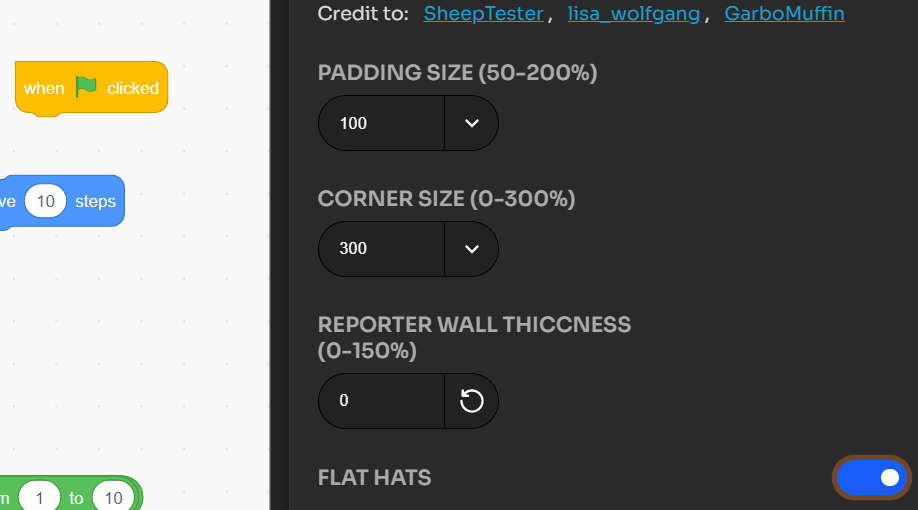 Credit to: SheepTester, lisa_wolfgang, GarboMuffin
PADDING SIZE (50-200%)
when clicked
100
CORNER SIZE (0-300%)
10 steps
300
REPORTER WALL THICCNESS
(0-150%)
0
FLAT HATS
1 to 10